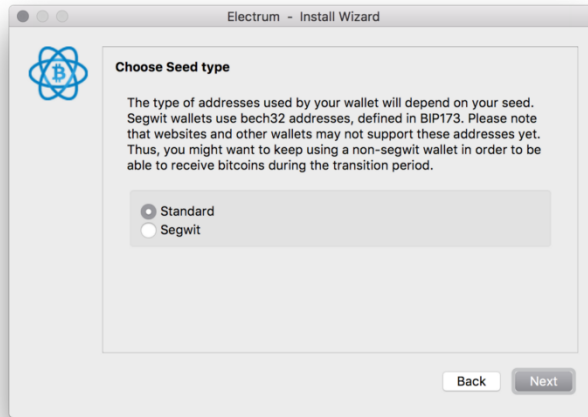 Electrum - Install Wizard
Choose Seed type
The type of addresses used by your wallet will depend on your seed.
Segwit wallets use bech32 addresses, defined in BIP173. Please note
that websites and other wallets may not support these addresses yet.
Thus, you might want to keep using a non-segwit wallet in order to be
able to receive bitcoins during the transition period.
Standard
Segwit
Back Next